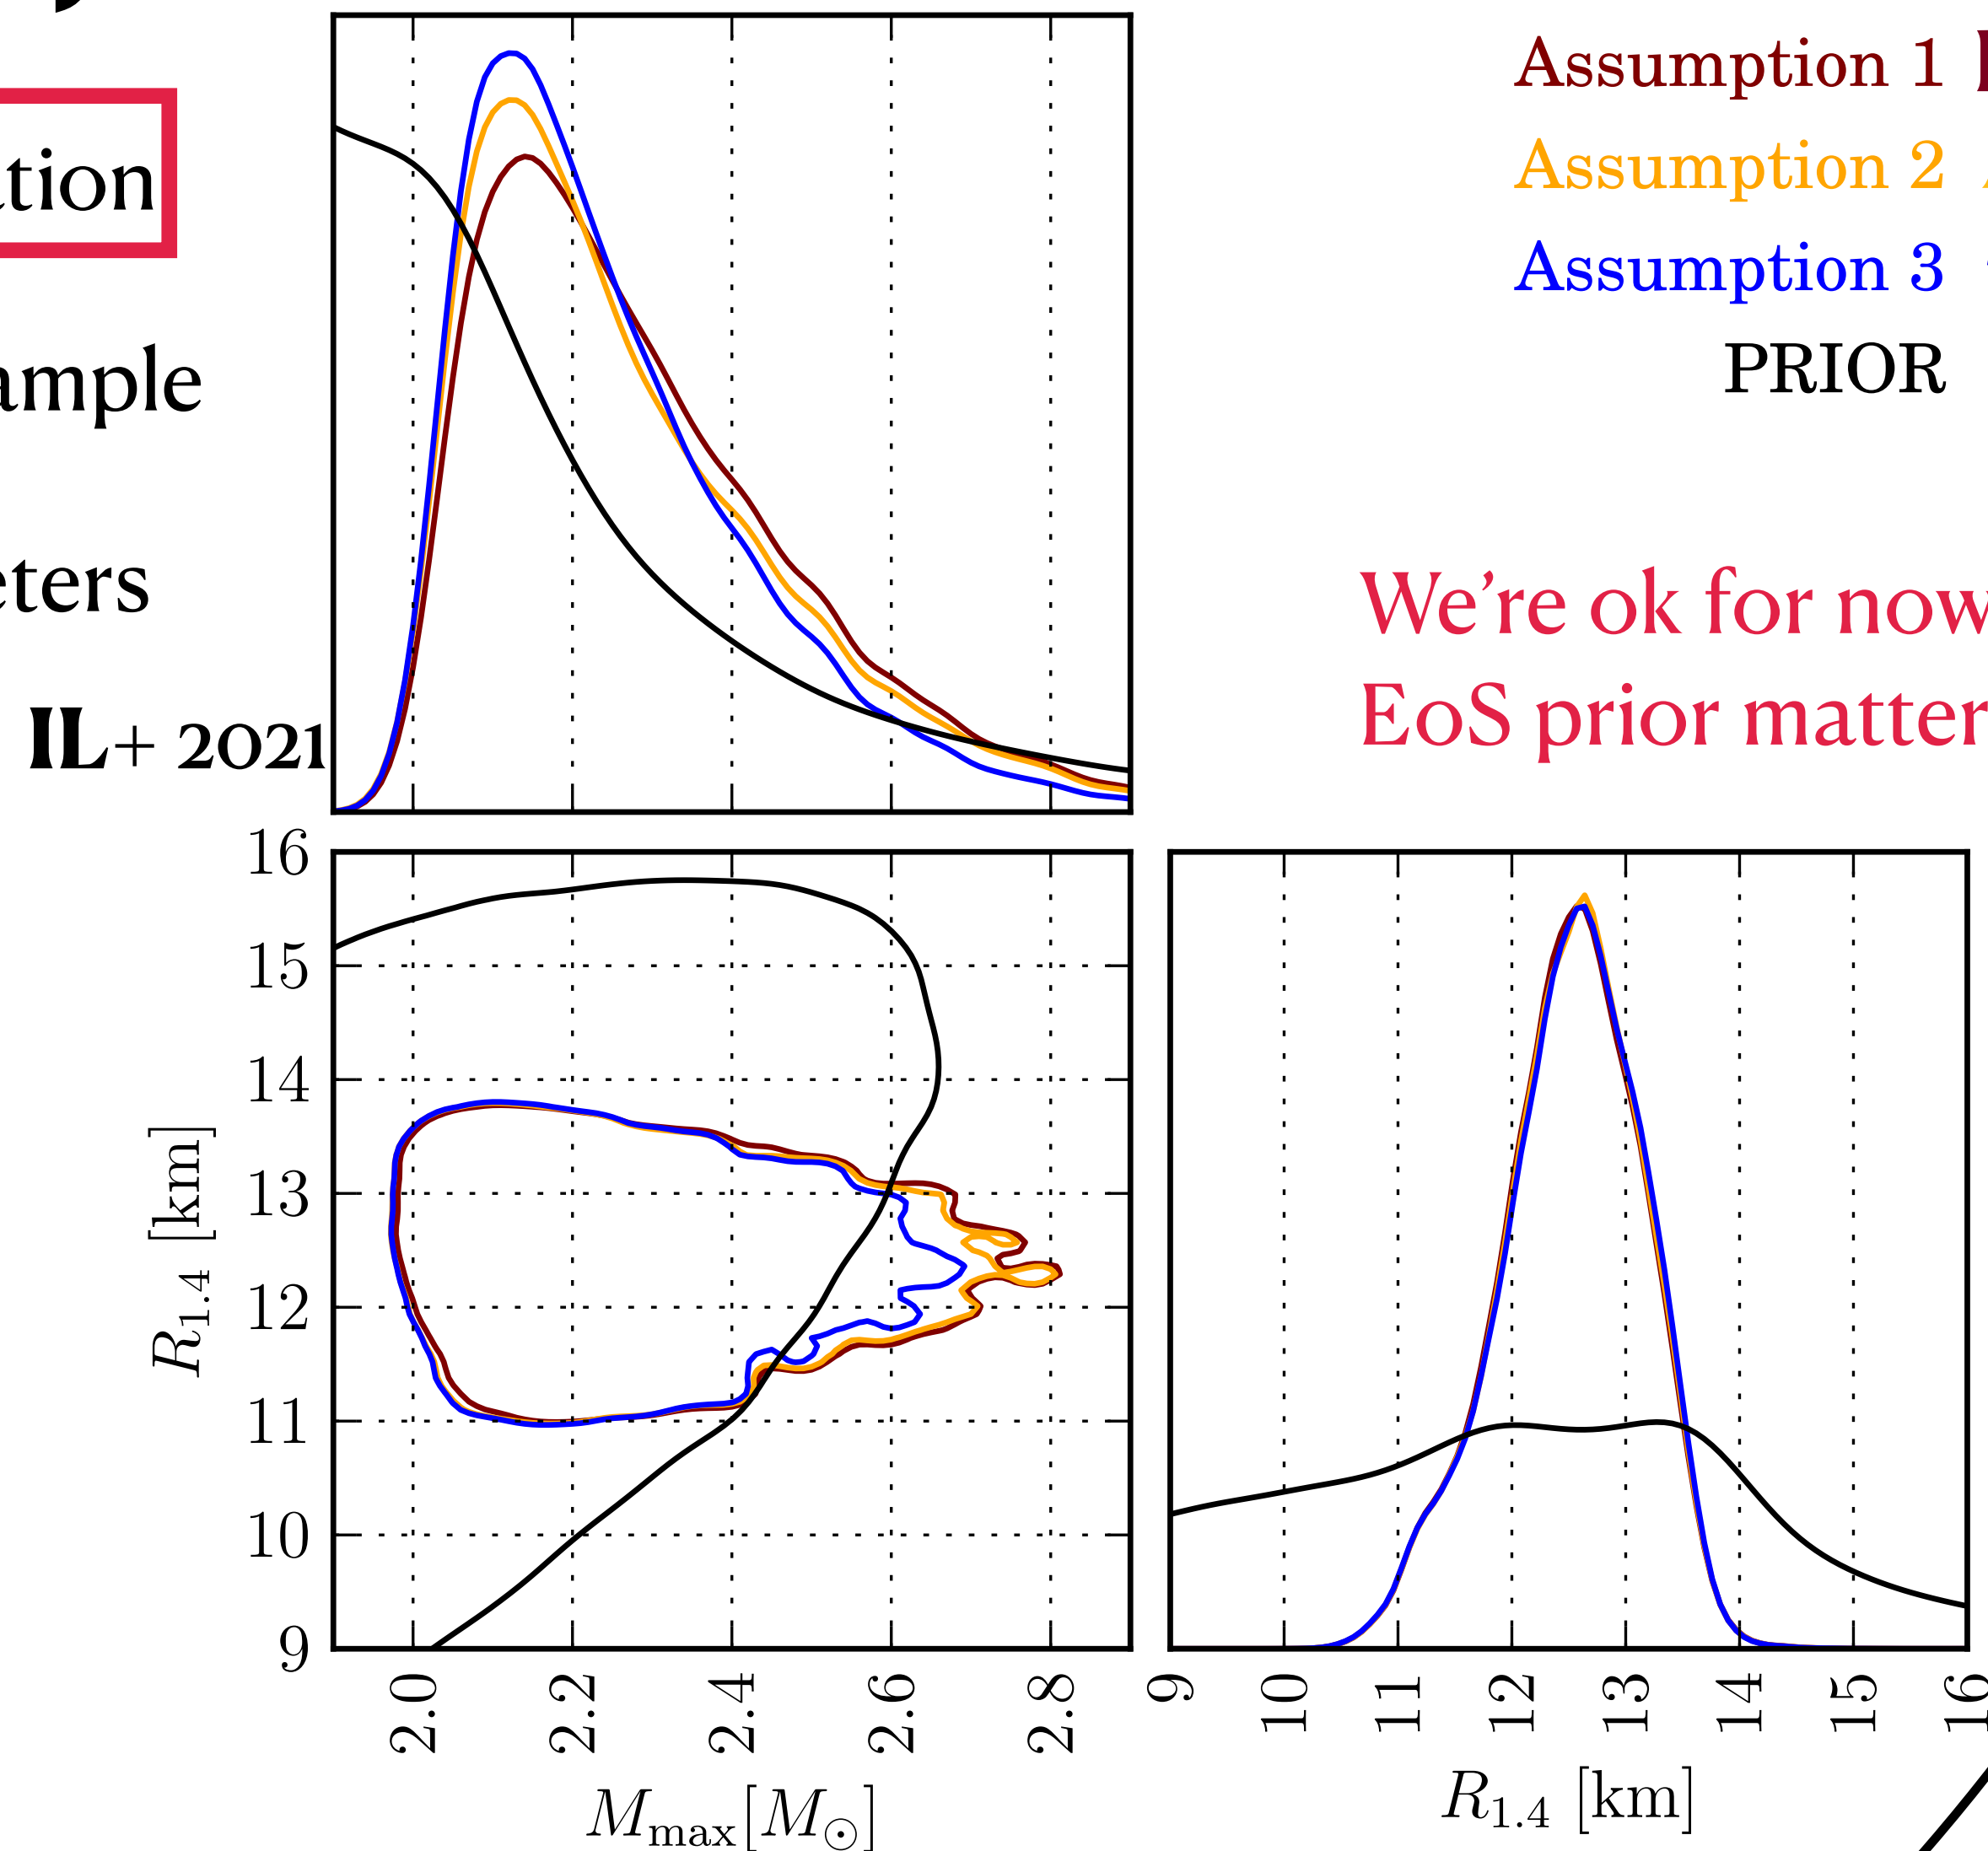 tion
ample
eters
IL+ 2021
Assumption 1
Assumption 2
Assumption 3
PRIOR
We're ok for now
EoS prior matter
16
15
14
13
12
11
10
9
R1.4 [km]
2.0 2.2 2.4 2.6 2.8
Mmax[M⊙]
9 10 11 12 13 14 15 16
R1.4 [km]